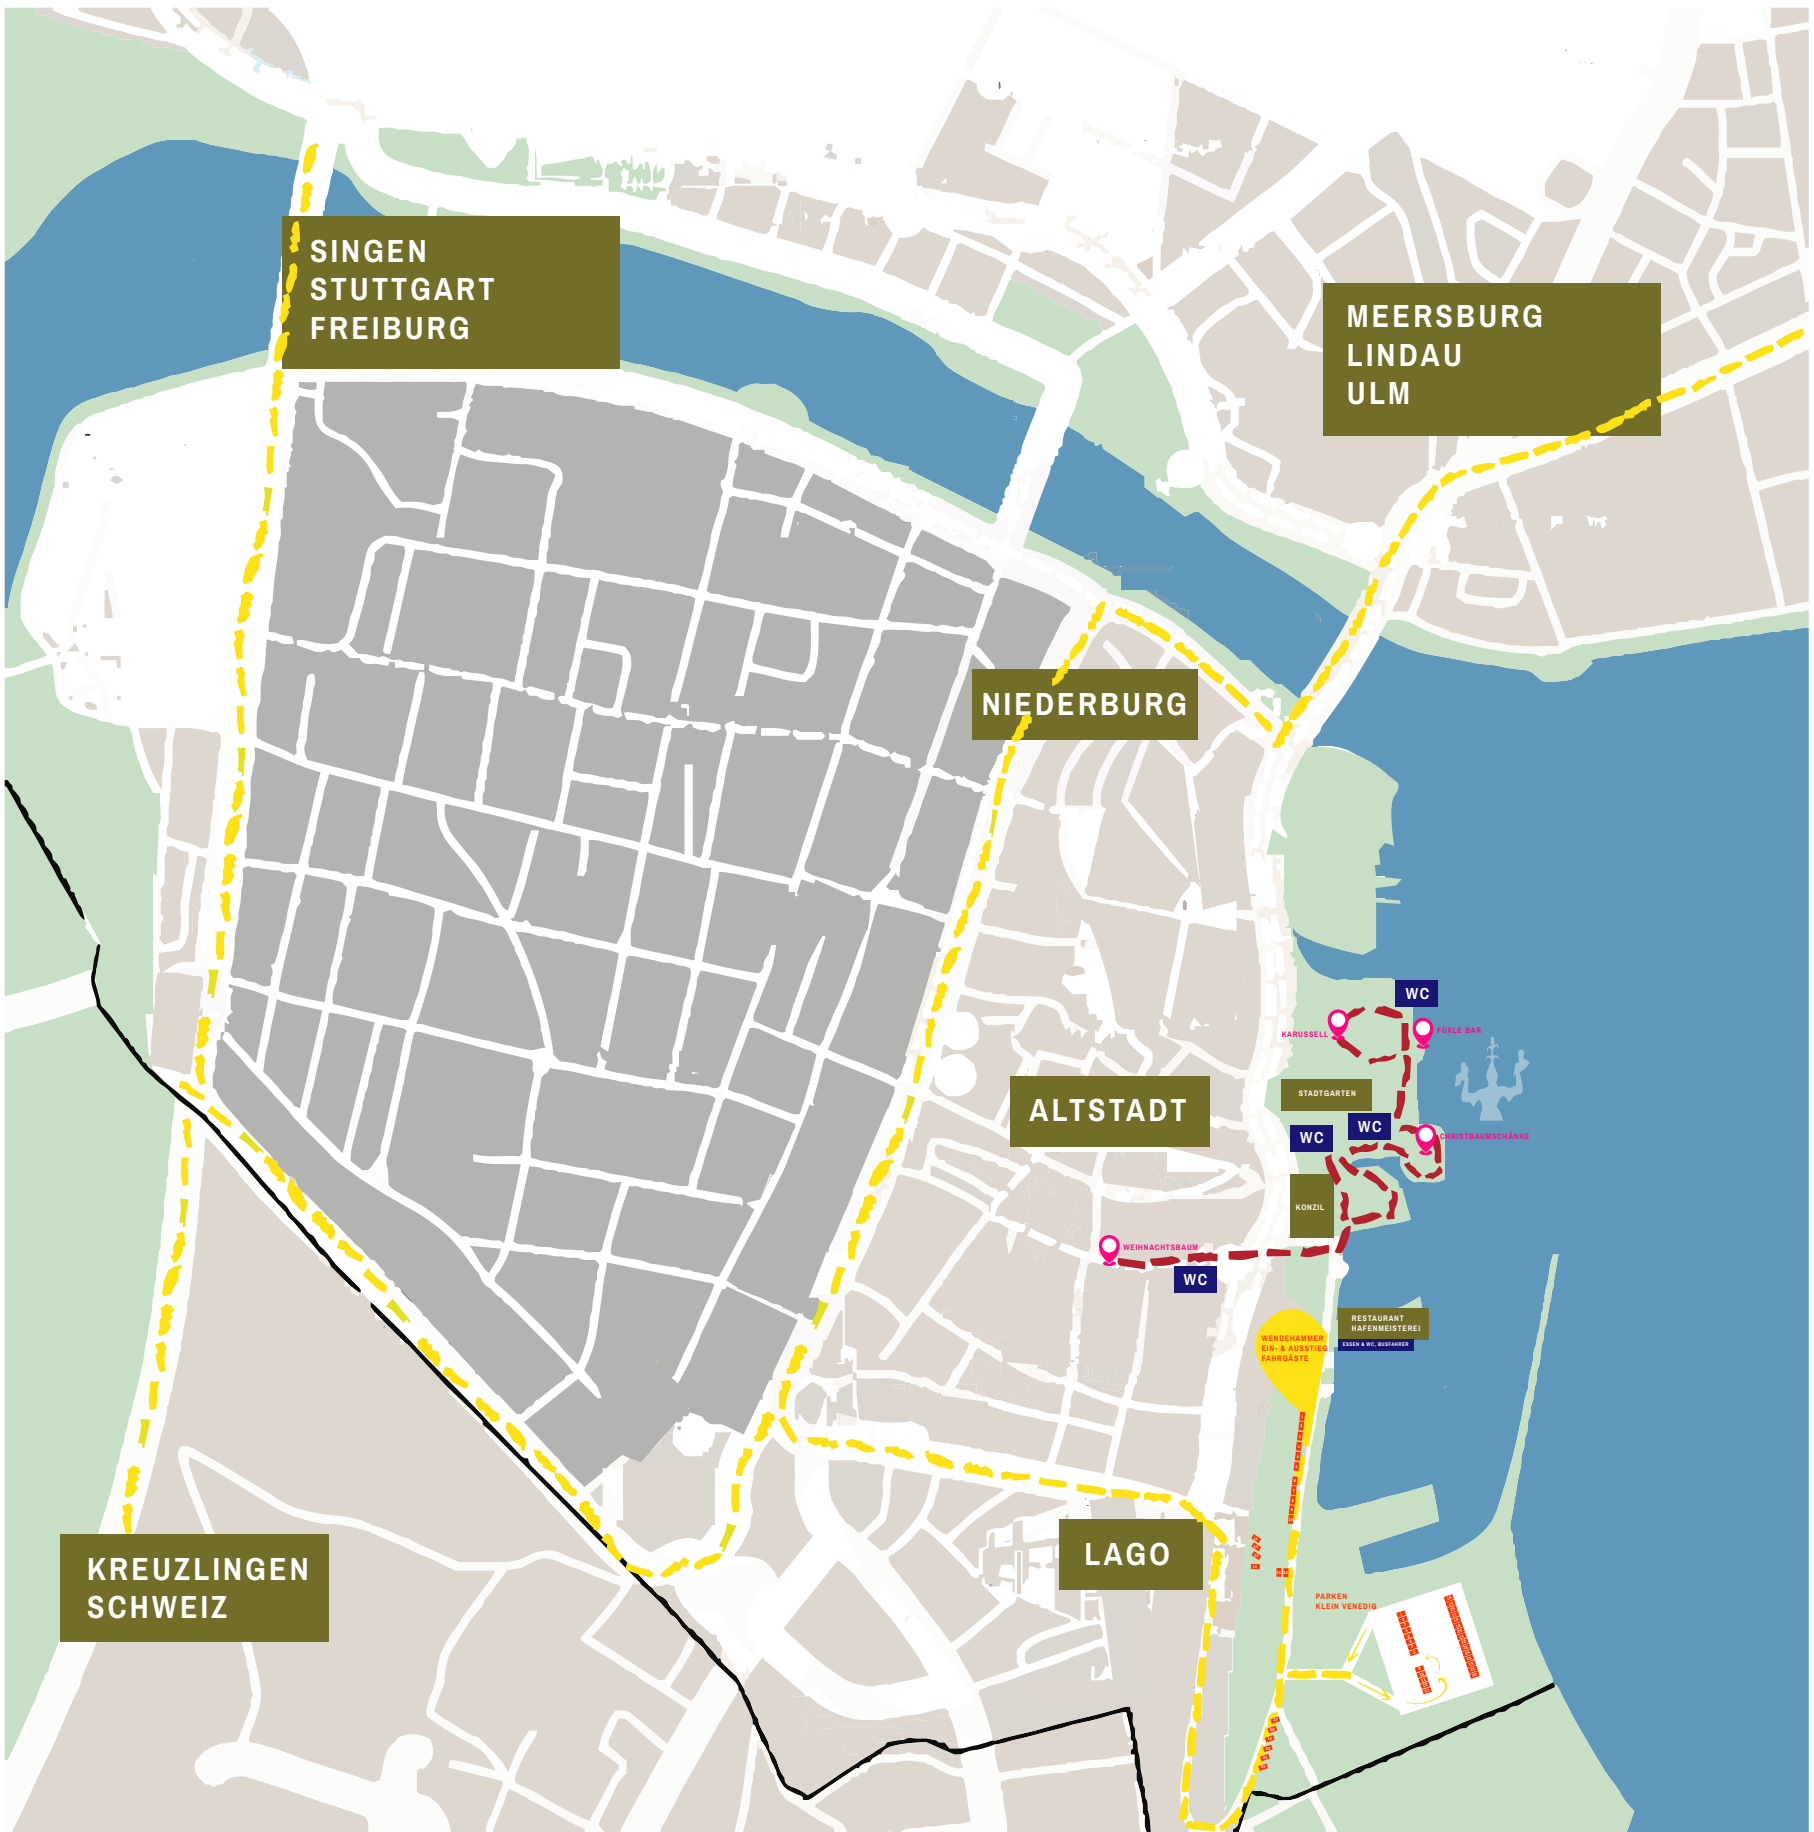 SINGEN
STUTTGART
FREIBURG
MEERSBURG
LINDAU
ULM
NIEDERBURG
WC
KARUSSELL
FÜXLE BAR
STADTGARTEN
ALTSTADT
WC
WC
CHRISTBAUMSCHÄNKE
KONZIL
WEIHNACHTSBAUM
WC
RESTAURANT
HAFENMEISTEREI
ESSEN & WC, BUSFAHRER
WENDEHAMMER
EIN- & AUSSTIEG
FAHRGÄSTE
LAGO
KREUZLINGEN
SCHWEIZ
PARKEN
KLEIN VENEDIG